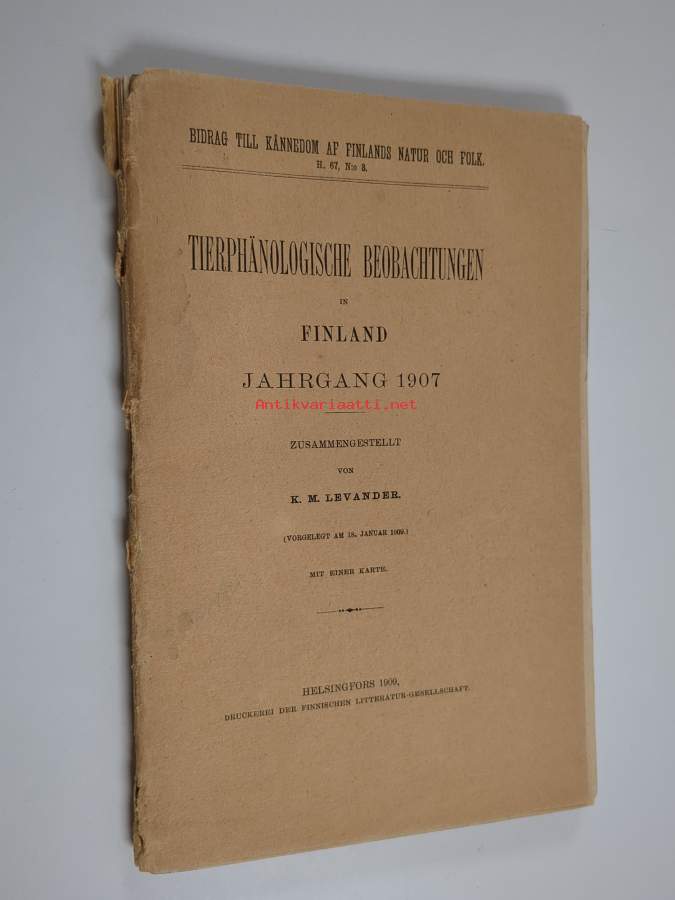 BIDRAG TILL KÄNNEDOM AF FINLANDS NATUR OCH FOLK.
H. 67, N:o 3.
TIERPHÄNOLOGISCHE BEOBACHTUNGEN
IN
FINLAND
JAHRGANG 1907
Antikvariaatti.net
ZUSAMMENGESTELLT
VON
K. M. LEVANDER.
(VORGELEGT AM 18. JANUAR 1909.)
MIT EINER KARTE.
HELSINGFORS 1909,
DRUCKEREI DER FINNISCHEN LITTERATUR-GESELLSCHAFT.